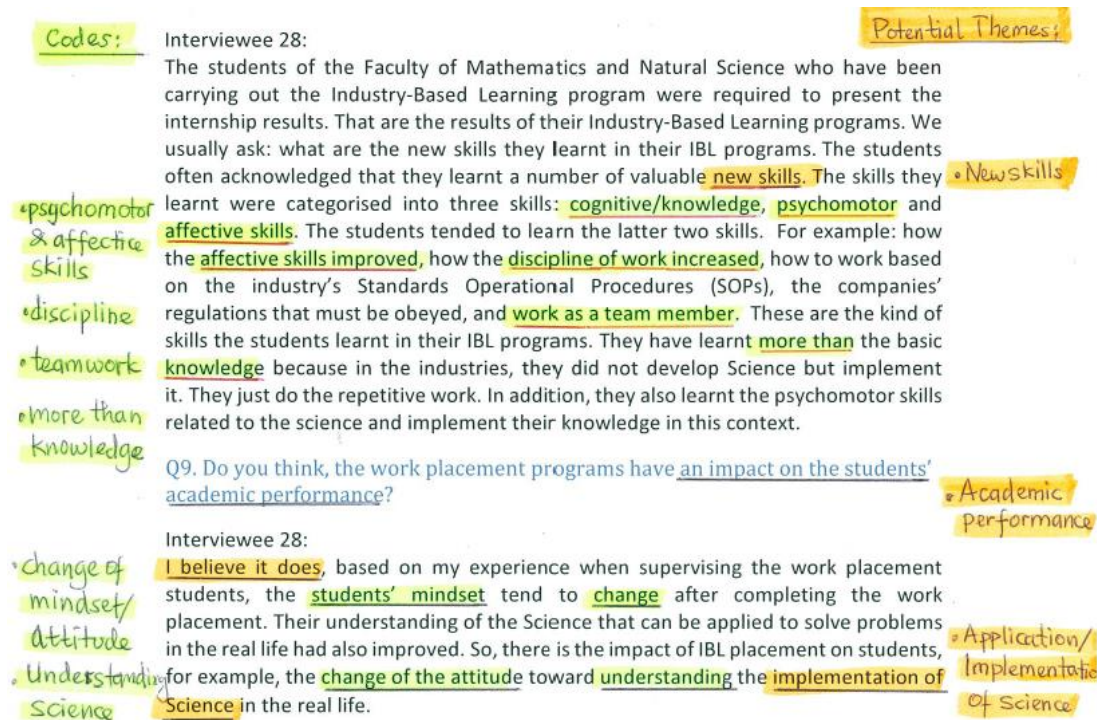 Codes:
Potential Themes:
Interviewee 28:
The students of the Faculty of Mathematics and Natural Science who have been
carrying out the Industry-Based Learning program were required to present the
internship results. That are the results of their Industry-Based Learning programs. We
usually ask: what are the new skills they learnt in their IBL programs. The students
often acknowledged that they learnt a number of valuable new skills. The skills they
• New skills
learnt were categorised into three skills: cognitive/knowledge, psychomotor and
affective skills. The students tended to learn the latter two skills. For example: how
the affective skills improved, how the discipline of work increased, how to work based
on the industry's Standards Operational Procedures (SOPs), the companies'
regulations that must be obeyed, and work as a team member. These are the kind of
skills the students learnt in their IBL programs. They have learnt more than the basic
knowledge because in the industries, they did not develop Science but implement
it. They just do the repetitive work. In addition, they also learnt the psychomotor skills
related to the science and implement their knowledge in this context.
• psychomotor
& affective
skills
• discipline
• teamwork
• more than
knowledge
Q9. Do you think, the work placement programs have an impact on the students'
academic performance?
• Academic
performance
Interviewee 28:
I believe it does, based on my experience when supervising the work placement
students, the students' mindset tend to change after completing the work
placement. Their understanding of the Science that can be applied to solve problems
in the real life had also improved. So, there is the impact of IBL placement on students,
for example, the change of the attitude toward understanding the implementation of
Science in the real life.
• change of
mindset/
attitude
• Understanding
science
• Application/
Implementatio
of science